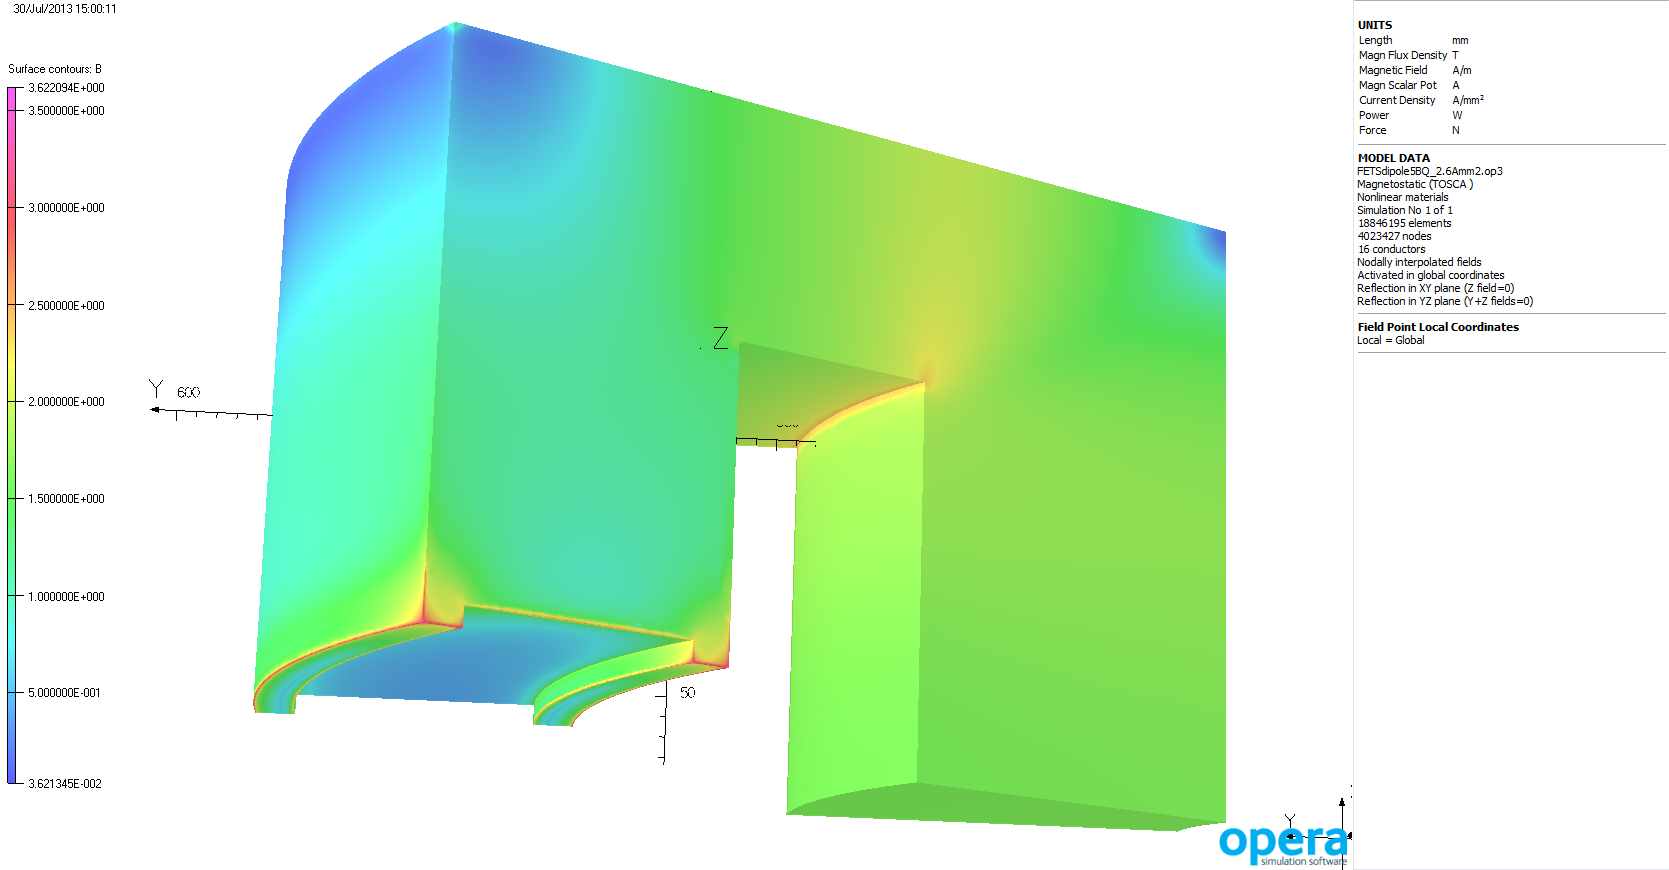 30/Jul/2013 15:00:11
Surface contours: B
3.622094E+000
3.500000E+000
3.000000E+000
2.500000E+000
2.000000E+000
1.500000E+000
1.000000E+000
5.000000E-001
3.621345E-002
Y 600
Z
50
Y
opera
simulation software
UNITS
Length mm
Magn Flux Density T
Magnetic Field A/m
Magn Scalar Pot A
Current Density A/mm²
Power W
Force N
MODEL DATA
FETSdipole5BQ_2.6Amm2.op3
Magnetostatic (TOSCA )
Nonlinear materials
Simulation No 1 of 1
18846195 elements
4023427 nodes
16 conductors
Nodally interpolated fields
Activated in global coordinates
Reflection in XY plane (Z field=0)
Reflection in YZ plane (Y+Z fields=0)
Field Point Local Coordinates
Local = Global